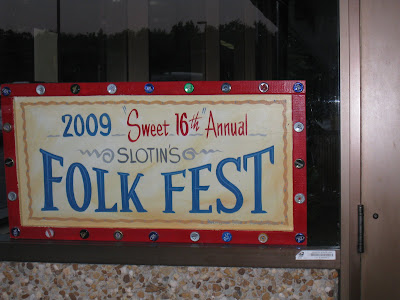 2009 "Sweet 16th" Annual
SLOTIN'S
FOLK FEST